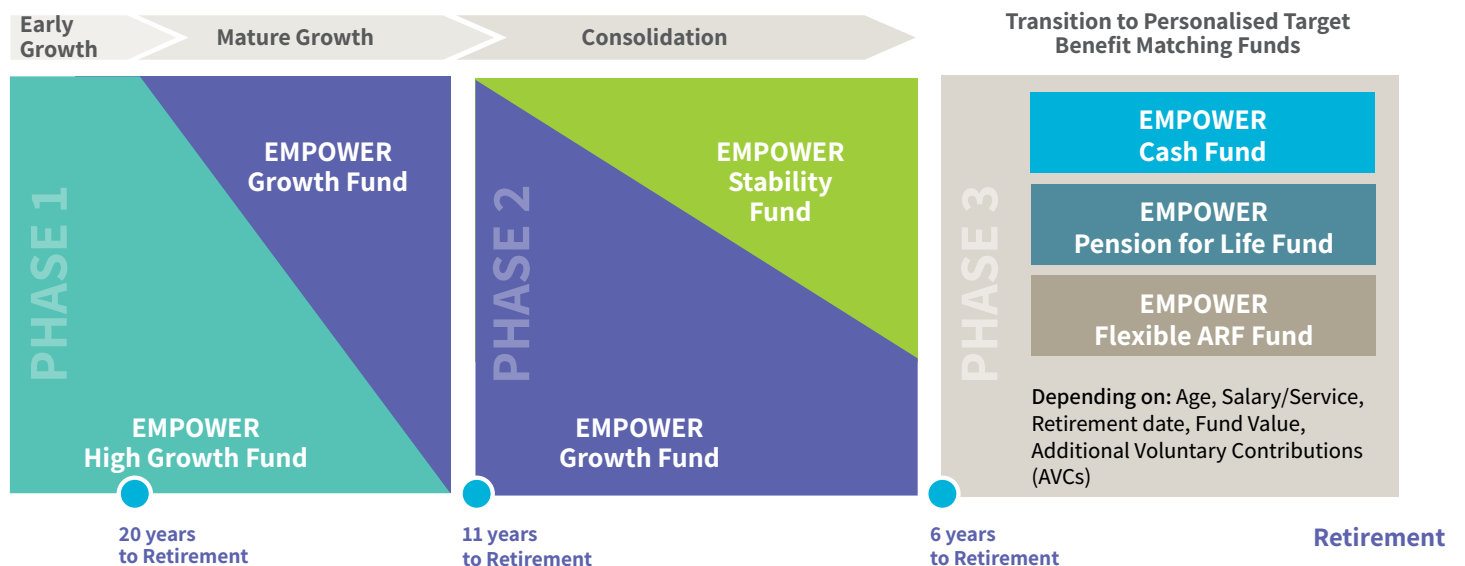 Early
Growth
Mature Growth
Consolidation
Transition to Personalised Target
Benefit Matching Funds
PHASE 1
EMPOWER
Growth Fund
EMPOWER
High Growth Fund
PHASE 2
EMPOWER
Stability
Fund
EMPOWER
Growth Fund
PHASE 3
EMPOWER
Cash Fund
EMPOWER
Pension for Life Fund
EMPOWER
Flexible ARF Fund
Depending on: Age, Salary/Service,
Retirement date, Fund Value,
Additional Voluntary Contributions
(AVCs)
20 years
to Retirement
11 years
to Retirement
6 years
to Retirement
Retirement